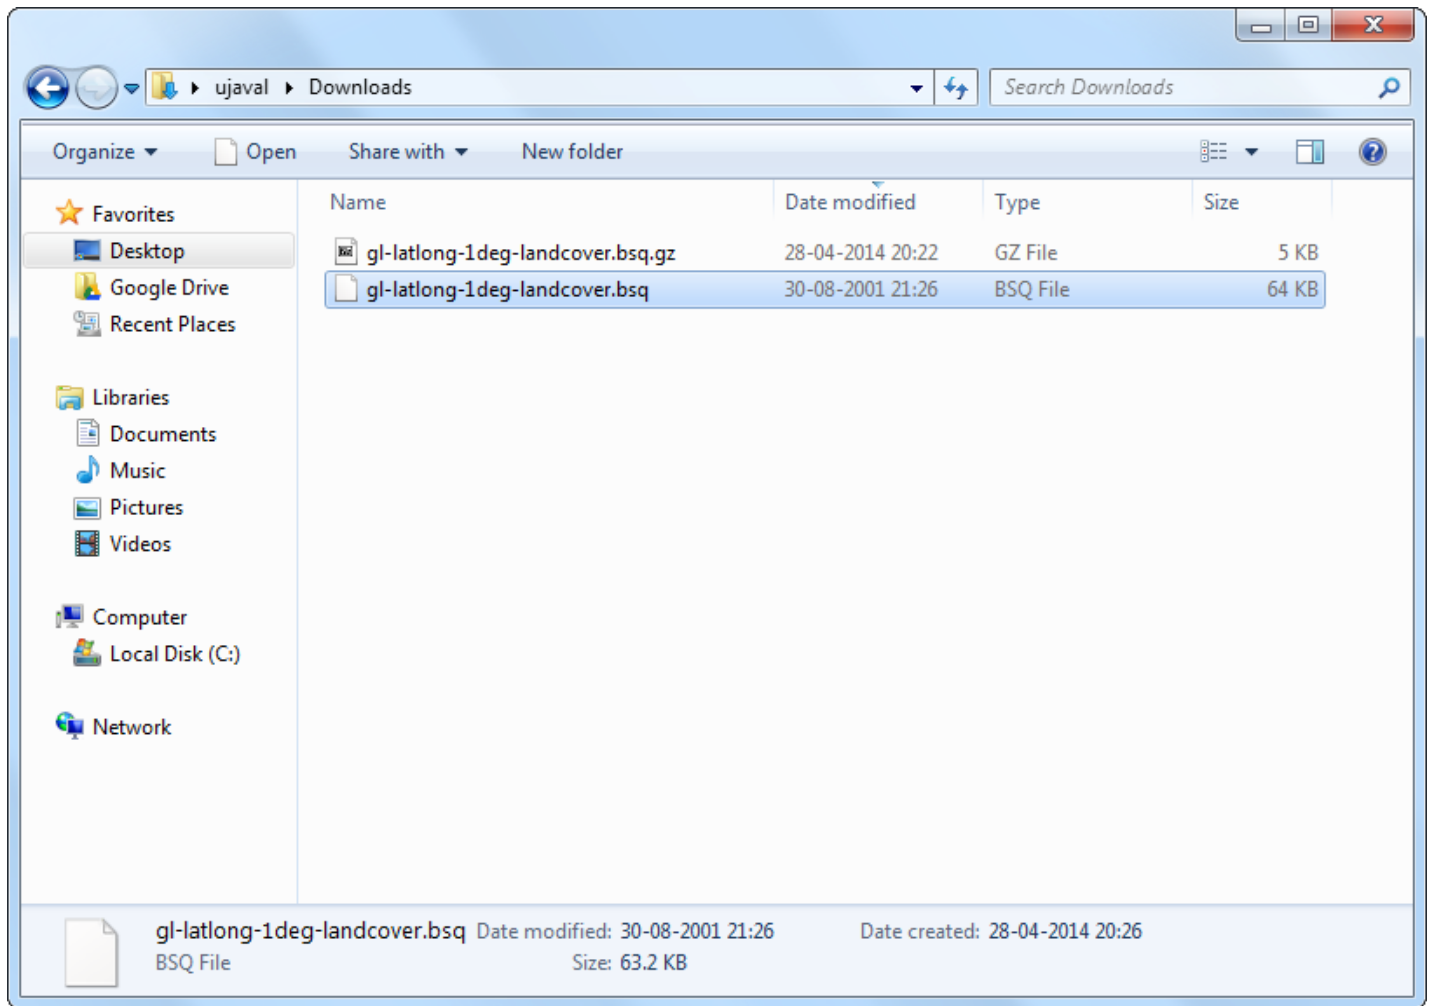 ujaval Downloads Search Downloads
Organize Open Share with New folder
Name Date modified Type Size
Favorites
Desktop
Google Drive
Recent Places
Libraries
Documents
Music
Pictures
Videos
Computer
Local Disk (C:)
Network
gl-latlong-1deg-landcover.bsq.gz 28-04-2014 20:22 GZ File 5 KB
gl-latlong-1deg-landcover.bsq 30-08-2001 21:26 BSQ File 64 KB
gl-latlong-1deg-landcover.bsq Date modified: 30-08-2001 21:26 Date created: 28-04-2014 20:26
BSQ File Size: 63.2 KB